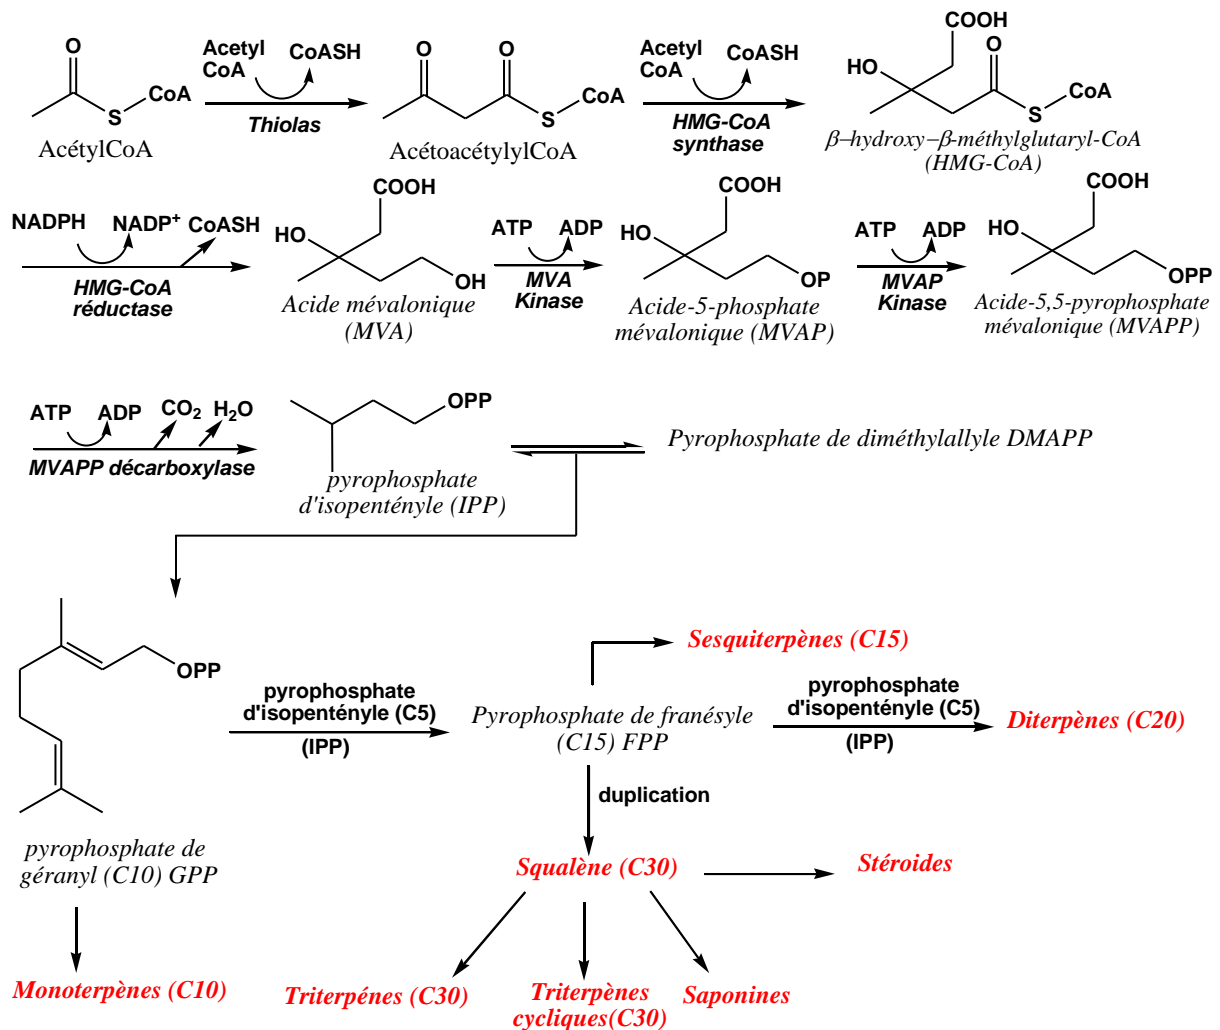 O
S
CoA
AcétylCoA
Acetyl
CoA
CoASH
Thiolas
O
O
S
CoA
AcétoacétylylCoA
Acetyl
CoA
CoASH
HMG-CoA
synthase
COOH
HO
O
S
CoA
β–hydroxy–β-méthylglutaryl-CoA
(HMG-CoA)
NADPH
NADP+
CoASH
HMG-CoA
réductase
COOH
HO
OH
Acide mévalonique
(MVA)
ATP
ADP
MVA
Kinase
COOH
HO
OP
Acide-5-phosphate
mévalonique (MVAP)
ATP
ADP
MVAP
Kinase
COOH
HO
OPP
Acide-5,5-pyrophosphate
mévalonique (MVAPP)
ATP
ADP
CO2
H2O
MVAPP décarboxylase
OPP
pyrophosphate
d'isopentényle (IPP)
Pyrophosphate de diméthylallyle DMAPP
OPP
pyrophosphate de
géranyl (C10) GPP
pyrophosphate
d'isopentényle (C5)
(IPP)
Sesquiterpènes (C15)
Pyrophosphate de franésyle
(C15) FPP
pyrophosphate
d'isopentényle (C5)
(IPP)
Diterpènes (C20)
duplication
Squalène (C30)
Stéroides
Monoterpènes (C10)
Triterpénes (C30)
Triterpènes
cycliques(C30)
Saponines